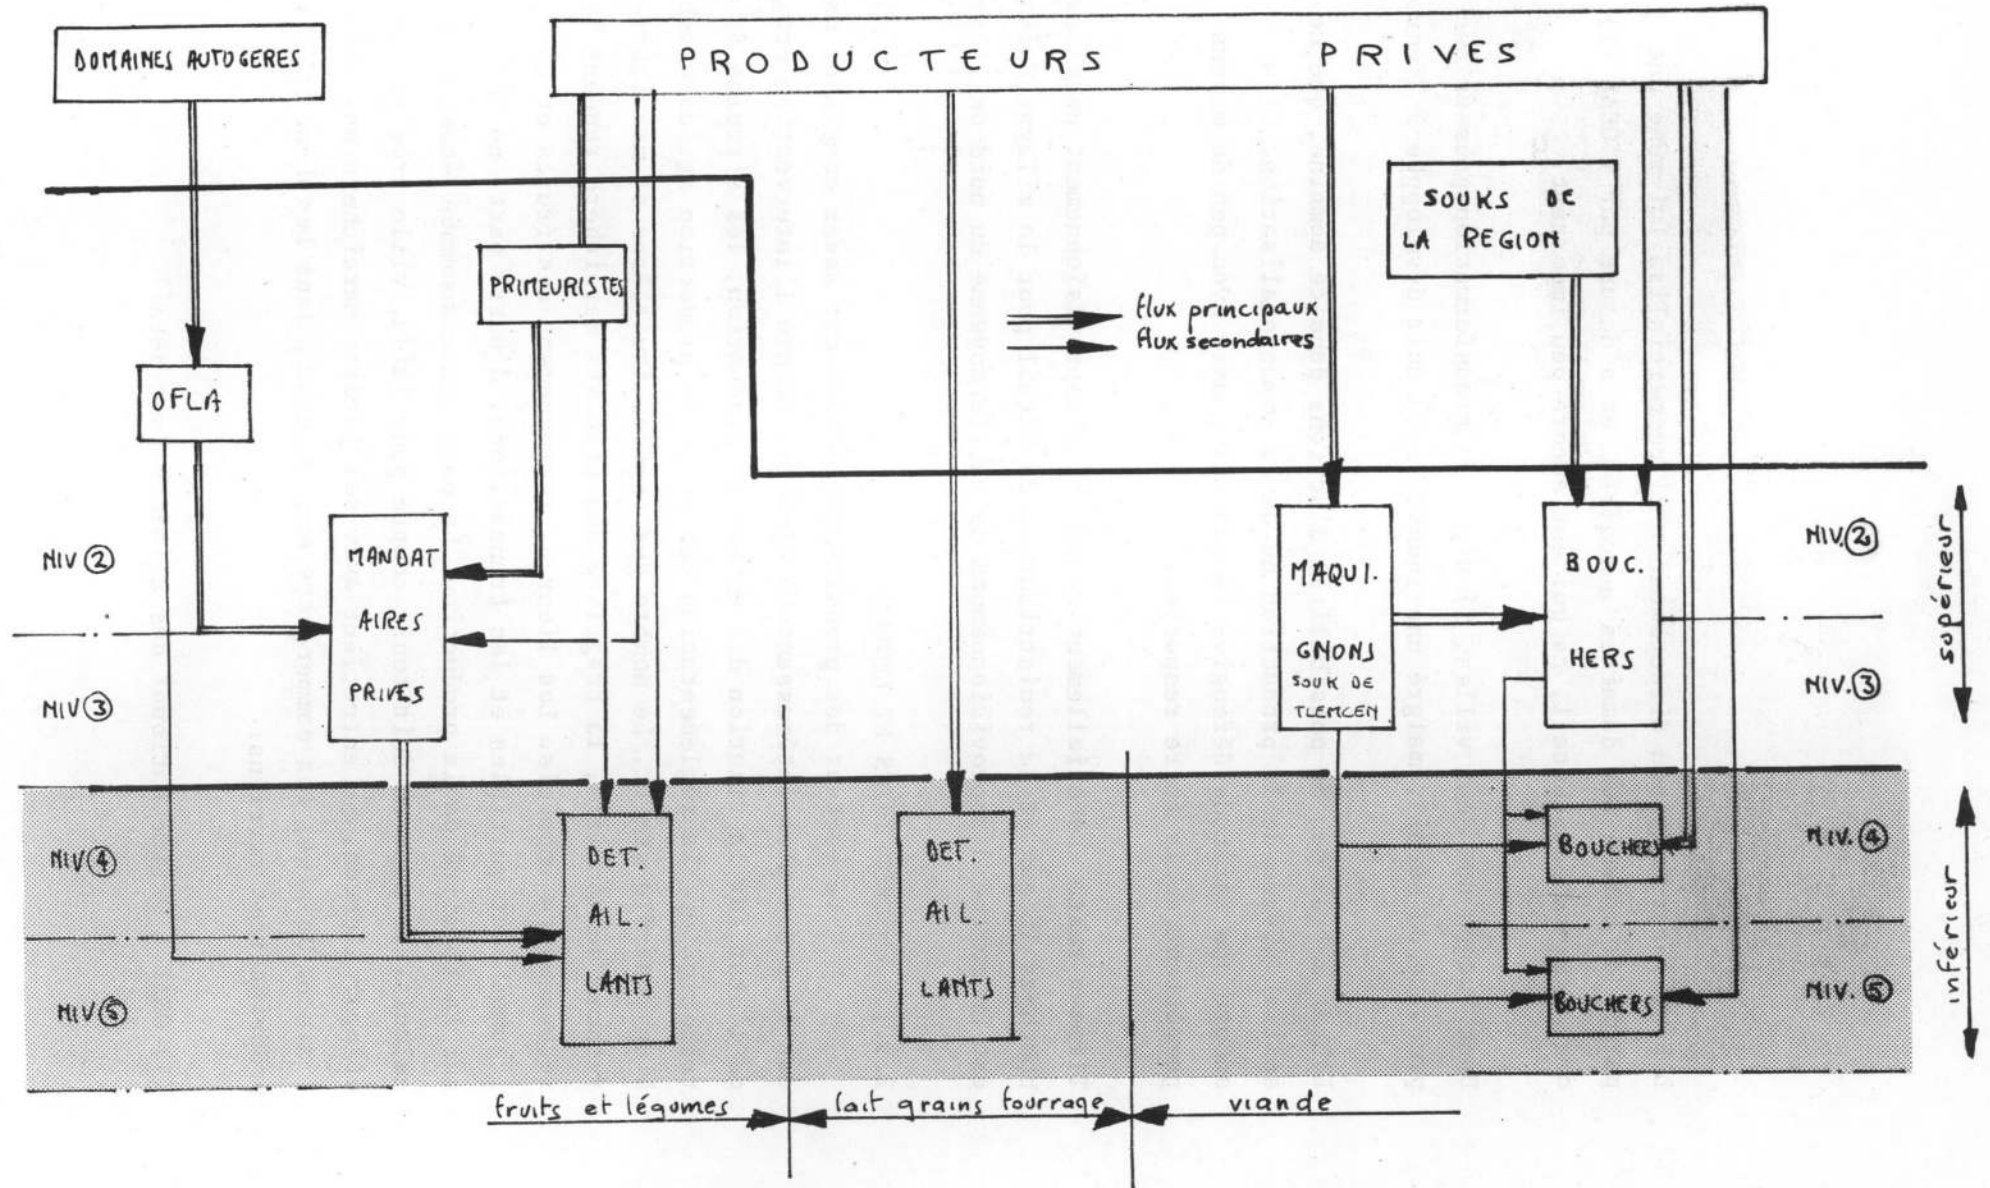 DOMAINES AUTOGERES
PRODUCTEURS PRIVES
SOUKS DE
LA REGION
PRIMEURISTES
flux principaux
flux secondaires
OFLA
MANDAT
AIRES
PRIVES
MAQUI.
GNONS
SOUK DE
TLEMCEN
BOUC.
HERS
NIV ②
NIV ③
NIV. ②
NIV. ③
supérieur
NIV ④
NIV ⑤
DET.
AIL.
LANTS
DET.
AIL.
LANTS
BOUCHERS
BOUCHERS
NIV. ④
NIV. ⑤
inférieur
fruits et légumes
lait grains fourrage
viande